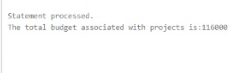 Statement processed.
The total budget associated with projects is:116000